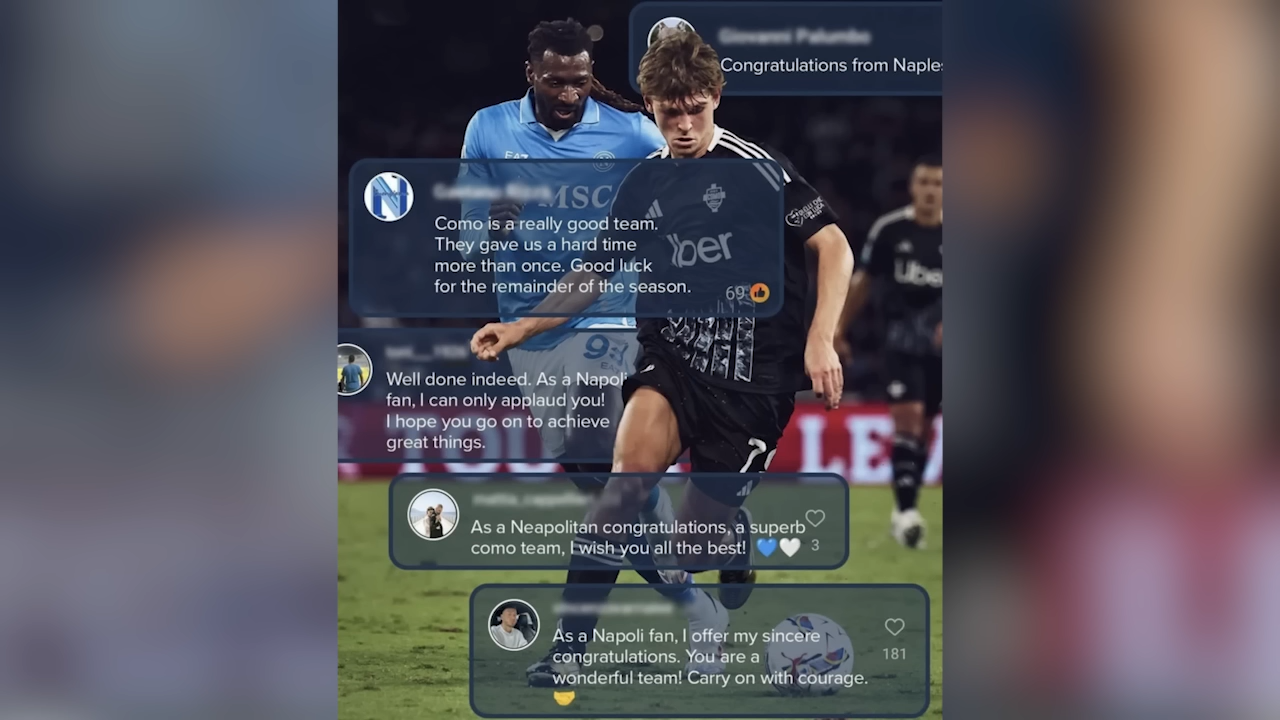 Giovanni Palumbo
Congratulations from Naples
EA7
MSC
Como is a really good team.
They gave us a hard time
more than once. Good luck
for the remainder of the season.
69
Uber
Uber
Well done indeed. As a Napoli
fan, I can only applaud you!
I hope you go on to achieve
great things.
As a Neapolitan congratulations, a superb
como team, I wish you all the best! 💙🤍
3
As a Napoli fan, I offer my sincere
congratulations. You are a
wonderful team! Carry on with courage.
181